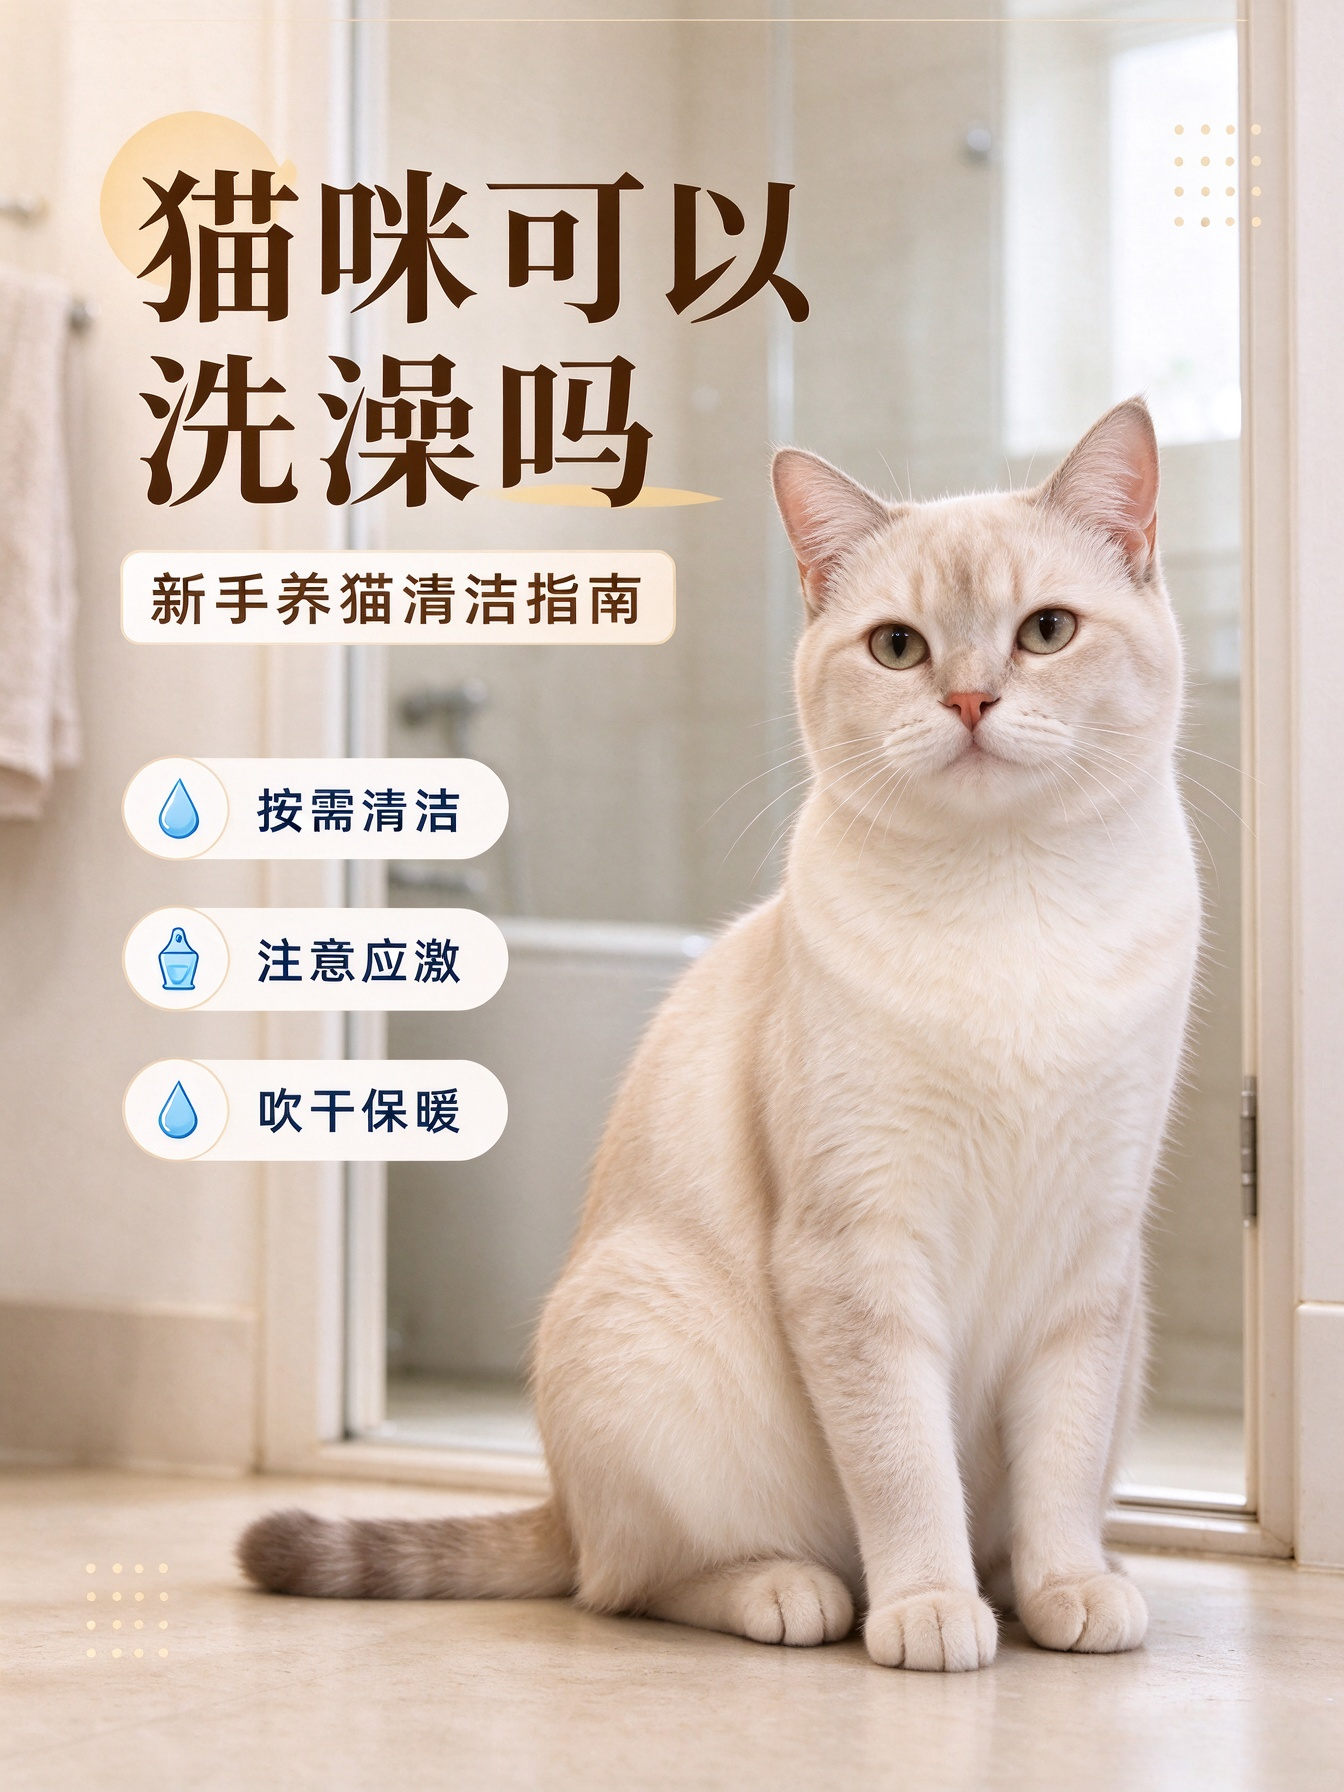 猫咪可以
洗澡吗
新手养猫清洁指南
按需清洁
注意应激
吹干保暖